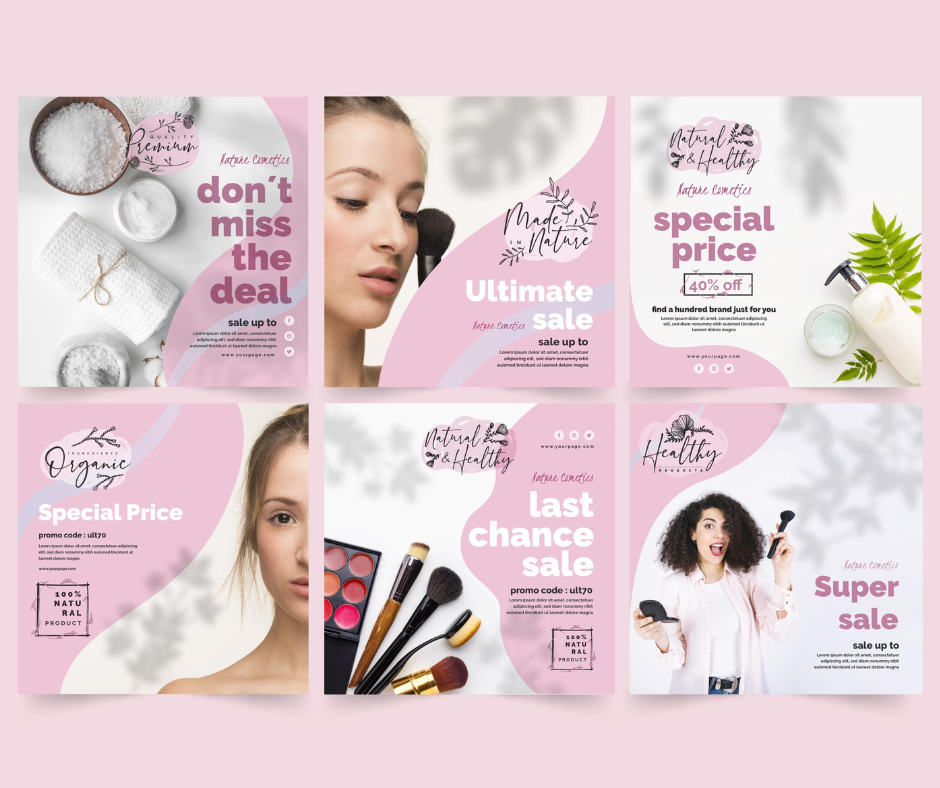 QUALITY
Premium
Nature Cometics
don´t
miss
the
deal
sale up to
Lorem ipsum dolor sit amet, consectetuer
adipiscing elit, sed diam nonummy nibh
euismod tincidunt ut laoreet dolore magna
www.yourpage.com
Made
IN
Nature
Ultimate
Nature Cometics
sale
sale up to
Lorem ipsum dolor sit amet, consectetuer
adipiscing elit, sed diam nonummy nibh
euismod tincidunt ut laoreet dolore magna
Natural
& Healthy
Nature Cometics
special
price
40% off
find a hundred brand just for you
Lorem ipsum dolor sit amet, consectetuer adipiscing
elit, sed diam nonummy nibh euismod tincidunt ut
laoreet dolore magna
www.yourpage.com
INGREDIENTS
Organic
Special Price
promo code : ult70
Lorem ipsum dolor sit amet, consectetuer adipiscing
elit, sed diam nonummy nibh euismod tincidunt ut
laoreet dolore magna
www.yourpage.com
100%
NATU
RAL
PRODUCT
Natural
& Healthy
www.yourpage.com
Nature Cometics
last
chance
sale
promo code : ult70
Lorem ipsum dolor sit amet, consectetuer
adipiscing elit, sed diam nonummy nibh
euismod tincidunt ut laoreet dolore magna
100%
NATU
RAL
PRODUCT
Healthy
PRODUCTS
Nature Cometics
Super
sale
sale up to
Lorem ipsum dolor sit amet, consectetuer
adipiscing elit, sed diam nonummy nibh
euismod tincidunt ut laoreet dolore magna